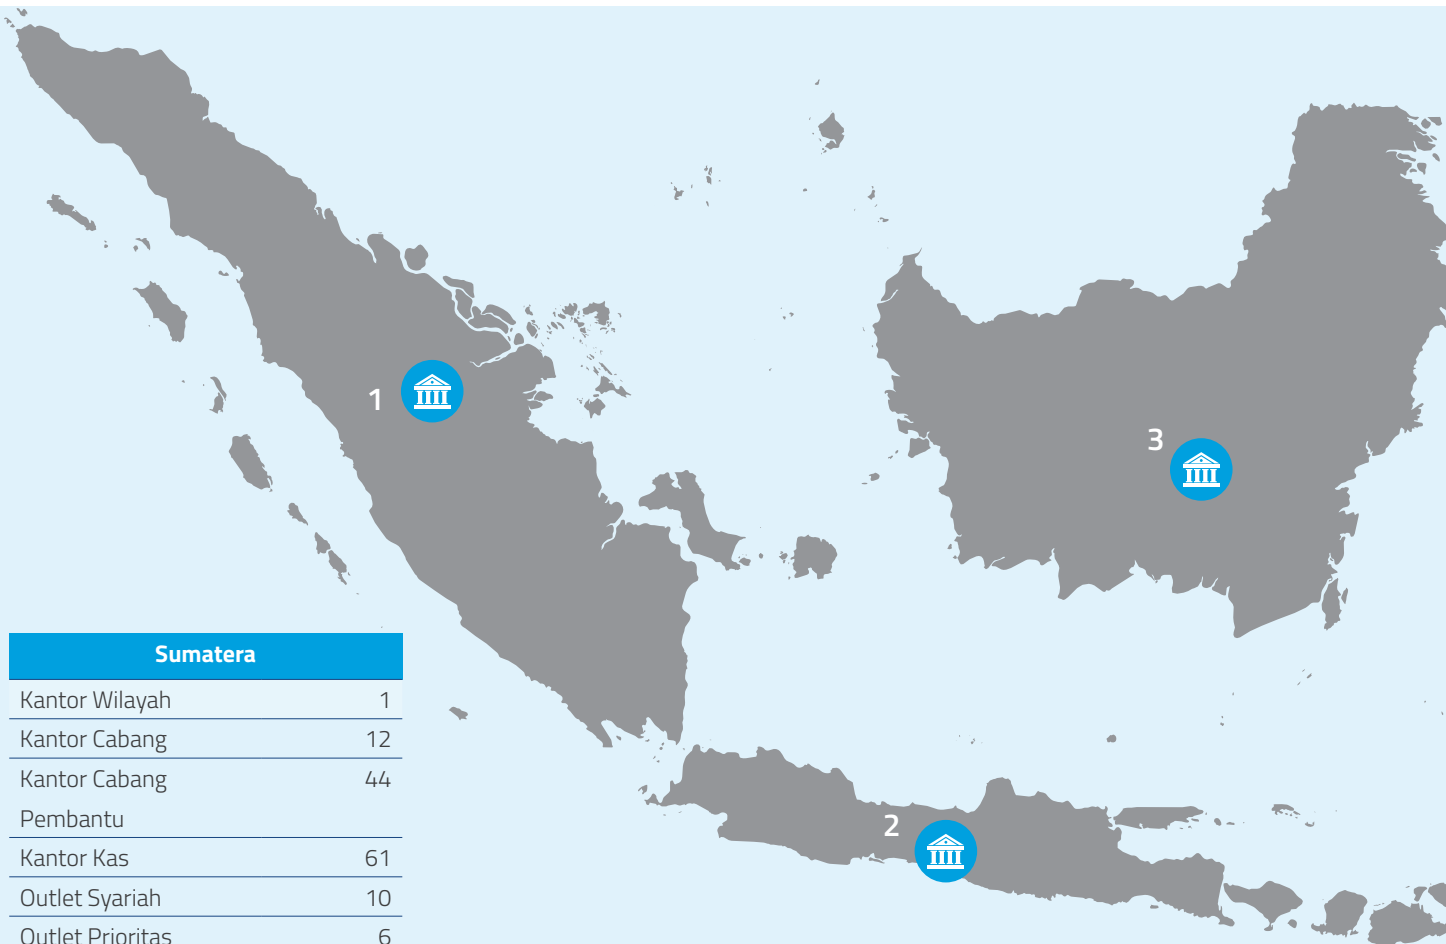 1
3
2
Sumatera
Kantor Wilayah 1
Kantor Cabang 12
Kantor Cabang 44
Pembantu
Kantor Kas 61
Outlet Syariah 10
Outlet Prioritas 6